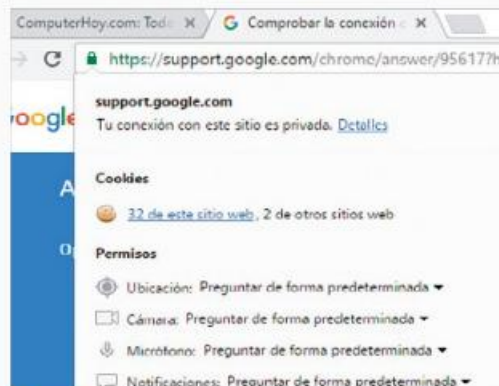 ComputerHoy.com: Tod
Comprobar la conexión
https://support.google.com/chrome/answer/95617?h
support.google.com
Tu conexión con este sitio es privada. Detalles
oogle
Cookies
A
32 de este sitio web, 2 de otros sitios web
Op
Permisos
Ubicación: Preguntar de forma predeterminada
Cámara: Preguntar de forma predeterminada
Micrófono: Preguntar de forma predeterminada
Notificaciones: Preguntar de forma predeterminada